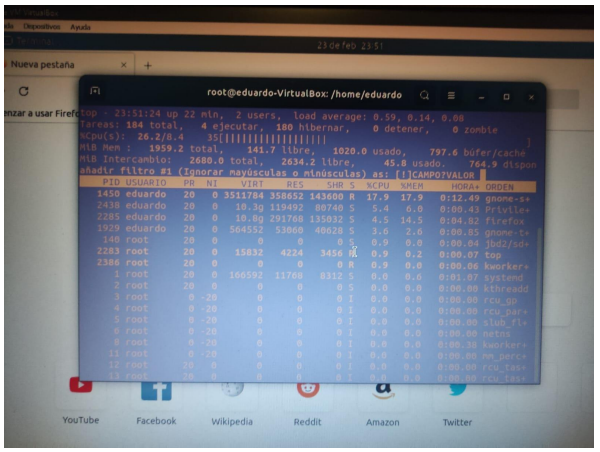 Dispositivos Ayuda
23 de feb 23:51
Nueva pestaña × +
enzar a usar Firef
root@eduardo-VirtualBox: /home/eduardo
top - 23:51:24 up 22 min, 2 users, load average: 0.59, 0.14, 0.08
Tareas: 184 total, 4 ejecutar, 180 hibernar, 0 detener, 0 zombie
%Cpu(s): 26.2/8.4 35[||||||||||||||||||||| ]
MiB Mem : 1959.2 total, 141.7 libre, 1020.0 usado, 797.6 búfer/caché
MiB Intercambio: 2680.0 total, 2634.2 libre, 45.8 usado. 764.9 dispon
añadir filtro #1 (Ignorar mayúsculas o minúsculas) as: [!]CAMPO?VALOR
PID USUARIO PR NI VIRT RES SHR S %CPU %MEM HORA+ ORDEN
1450 eduardo 20 0 3511784 358652 143600 R 17.9 17.9 0:12.49 gnome-s+
2438 eduardo 20 0 10.3g 119492 80740 S 5.4 6.0 0:00.43 Privile+
2285 eduardo 20 0 10.8g 291768 135032 S 4.5 14.5 0:04.82 firefox
1929 eduardo 20 0 564552 53060 40628 S 3.6 2.6 0:00.85 gnome-t+
140 root 20 0 0 0 0 S 0.9 0.0 0:00.04 jbd2/sd+
2283 root 20 0 15832 4224 3456 R 0.9 0.2 0:00.07 top
2386 root 20 0 0 0 0 R 0.9 0.0 0:00.06 kworker+
1 root 20 0 166592 11768 8312 S 0.0 0.6 0:01.07 systemd
2 root 20 0 0 0 0 S 0.0 0.0 0:00.00 kthreadd
3 root 0 -20 0 0 0 I 0.0 0.0 0:00.00 rcu_gp
4 root 0 -20 0 0 0 I 0.0 0.0 0:00.00 rcu_par+
5 root 0 -20 0 0 0 I 0.0 0.0 0:00.00 slub_fl+
6 root 0 -20 0 0 0 I 0.0 0.0 0:00.00 netns
8 root 0 -20 0 0 0 I 0.0 0.0 kworker+
11 root 0 -20 0 0 0 I 0.0 0.0 0:00.00 mm_perc+
12 root 20 0 0 0 0 I 0.0 0.0 0:00.00 rcu_tas+
13 root 20 0 0 0 0 I 0.0 0.0 0:00.00 rcu_tas+
YouTube Facebook Wikipedia Reddit Amazon Twitter